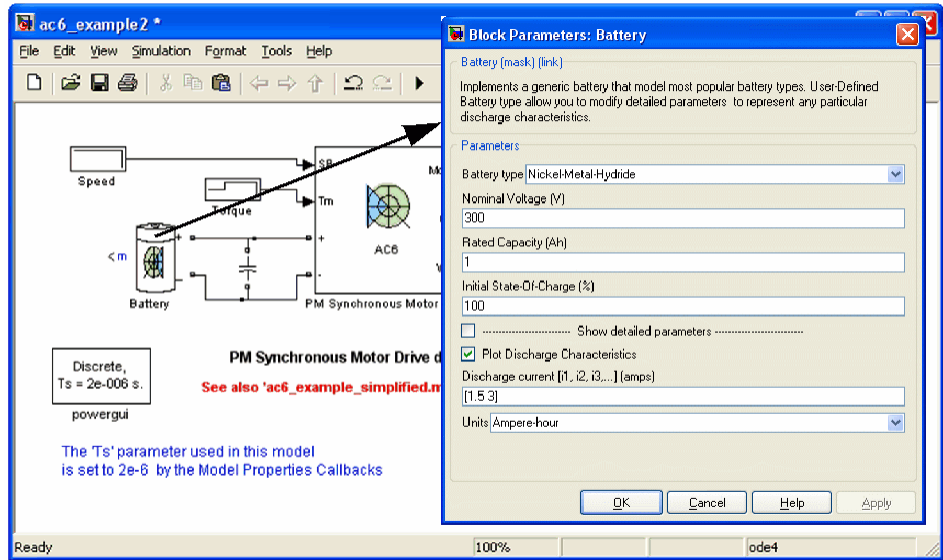 ac6_example2 *
File Edit View Simulation Format Tools Help
Speed
Torque
SP
Tm
+
-
Mo
AC6
< m
+
-
Battery
PM Synchronous Motor
Discrete,
Ts = 2e-006 s.
powergui
PM Synchronous Motor Drive d
See also 'ac6_example_simplified.m
The 'Ts' parameter used in this model
is set to 2e-6 by the Model Properties Callbacks
Ready
100%
ode4
Block Parameters: Battery
Battery (mask) (link)
Implements a generic battery that model most popular battery types. User-Defined
Battery type allow you to modify detailed parameters to represent any particular
discharge characteristics.
Parameters
Battery type Nickel-Metal-Hydride
Nominal Voltage (V)
300
Rated Capacity (Ah)
1
Initial State-Of-Charge (%)
100
--------------------------- Show detailed parameters ---------------------------
Plot Discharge Characteristics
Discharge current [i1, i2, i3,...] (amps)
[1.5 3]
Units Ampere-hour
OK Cancel Help Apply